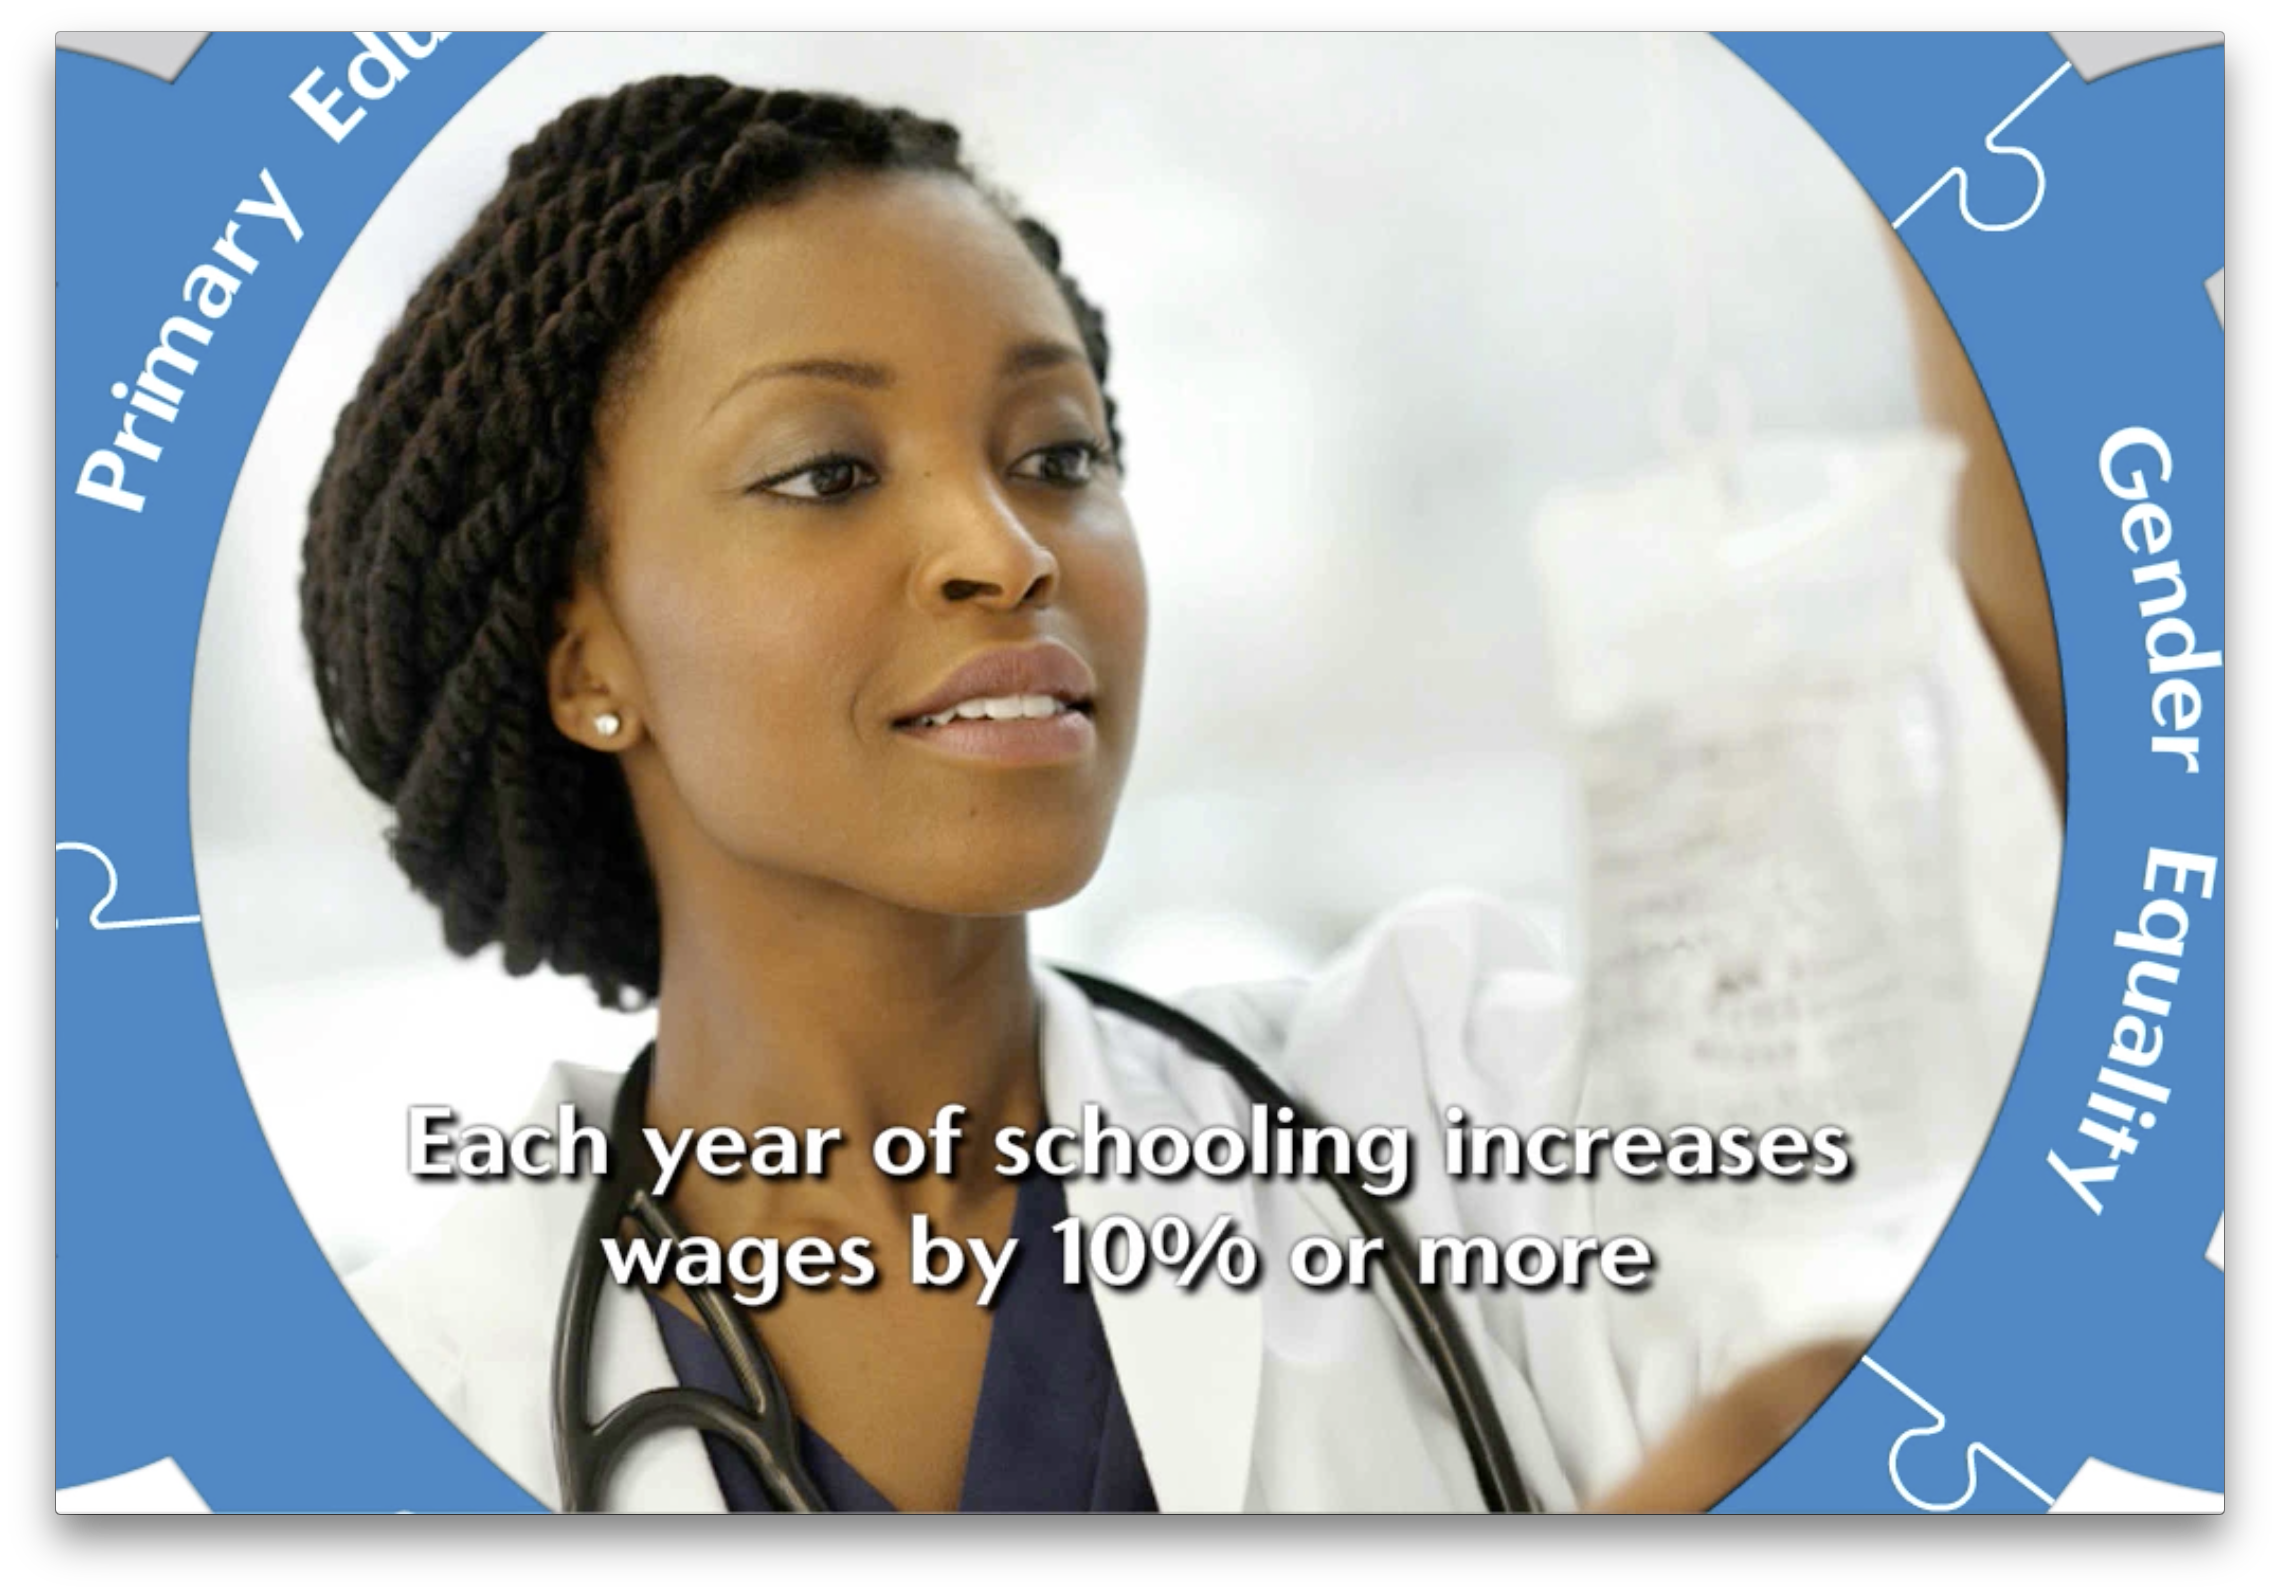 Primary
Gender Equality
Each year of schooling increases
wages by 10% or more